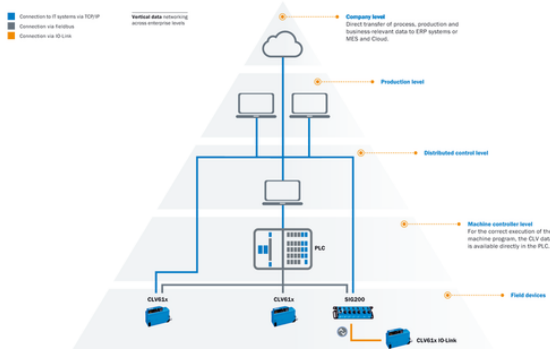 Connection to IT systems via TCP/IP
Connection via Fieldbus
Connection via IO-Link
Vertical data networking
across enterprise levels
Company level
Direct transfer of process, production and
business relevant data to ERP systems or
MES and Cloud.
Production level
Distributed control level
Machine controller level
For the correct execution of the
machine program, the CLV data
is available directly in the PLC.
PLC
Field devices
CLV61x
CLV61x
SIG200
CLV61x IO-Link